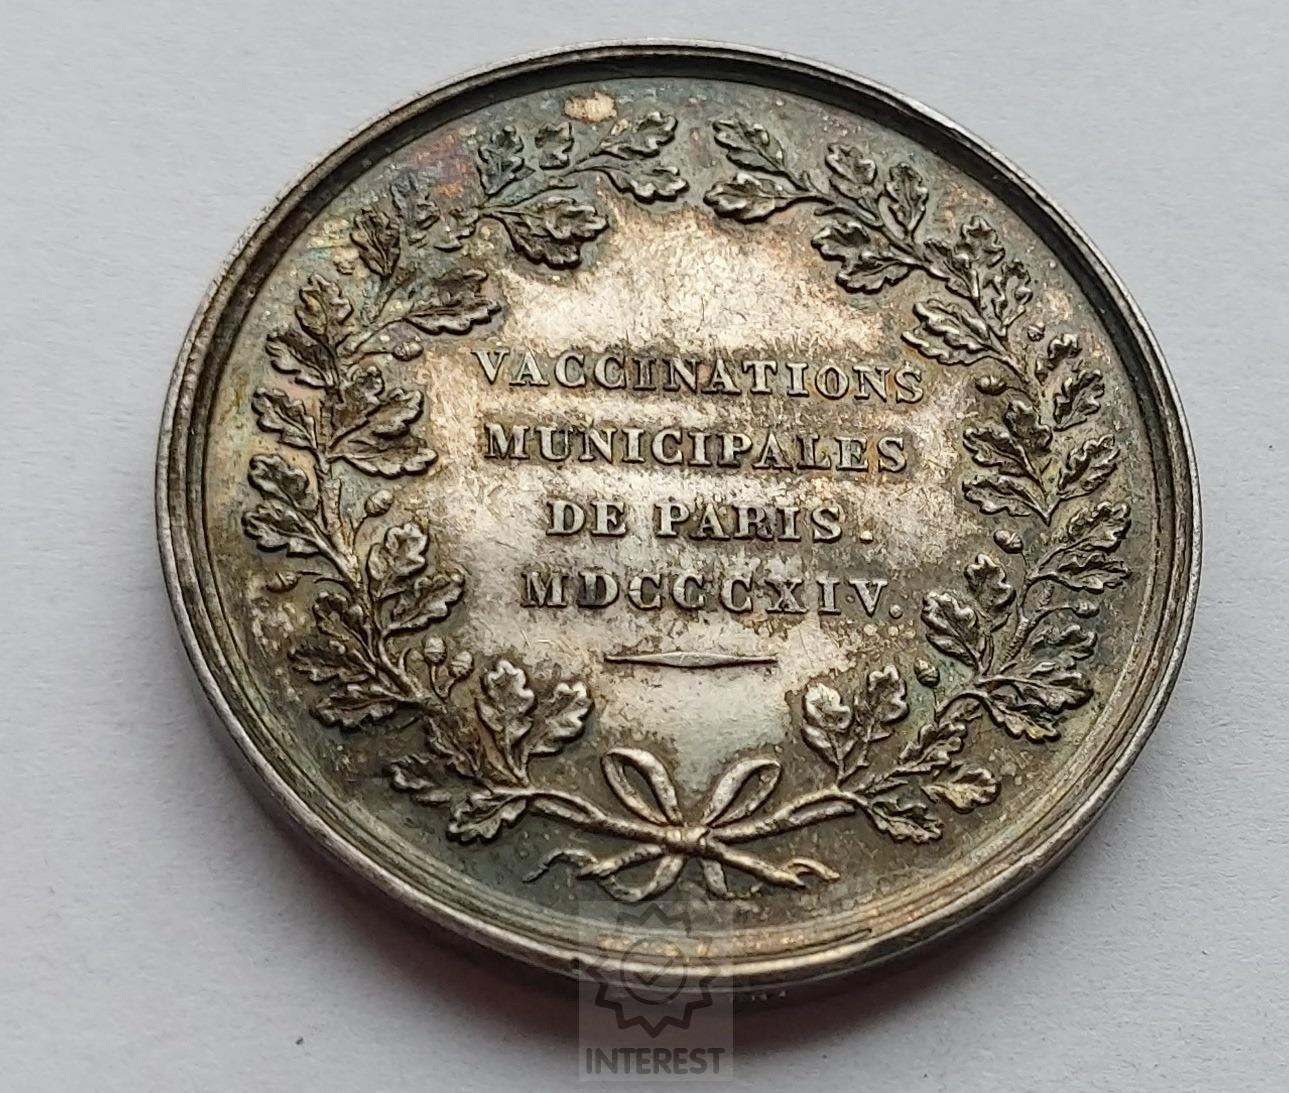 VACCINATIONS
MUNICIPALES
DE PARIS.
MDCCCXIV.
INTEREST